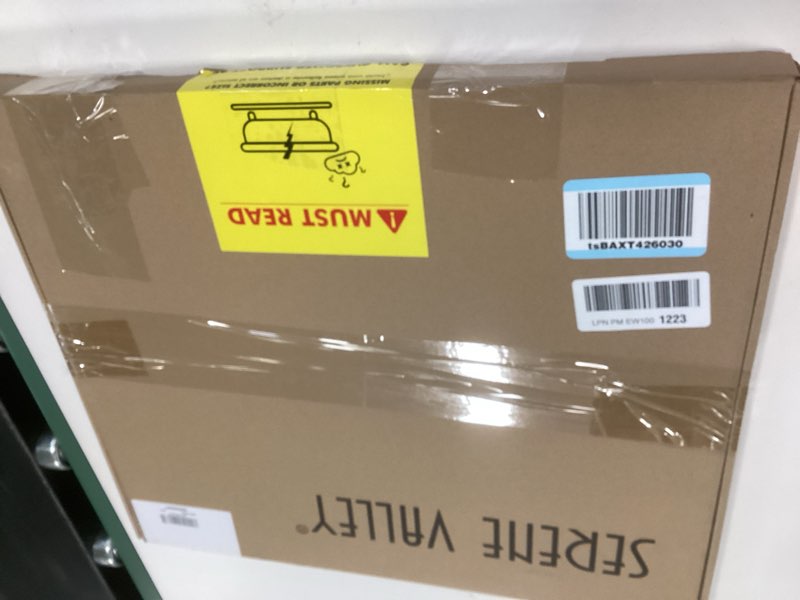 MISSING PARTS OR INCORRECT SIZE?
MUST READ
tsBAXT426030
LPN PM EW100 1223
SERENE VALLEY®